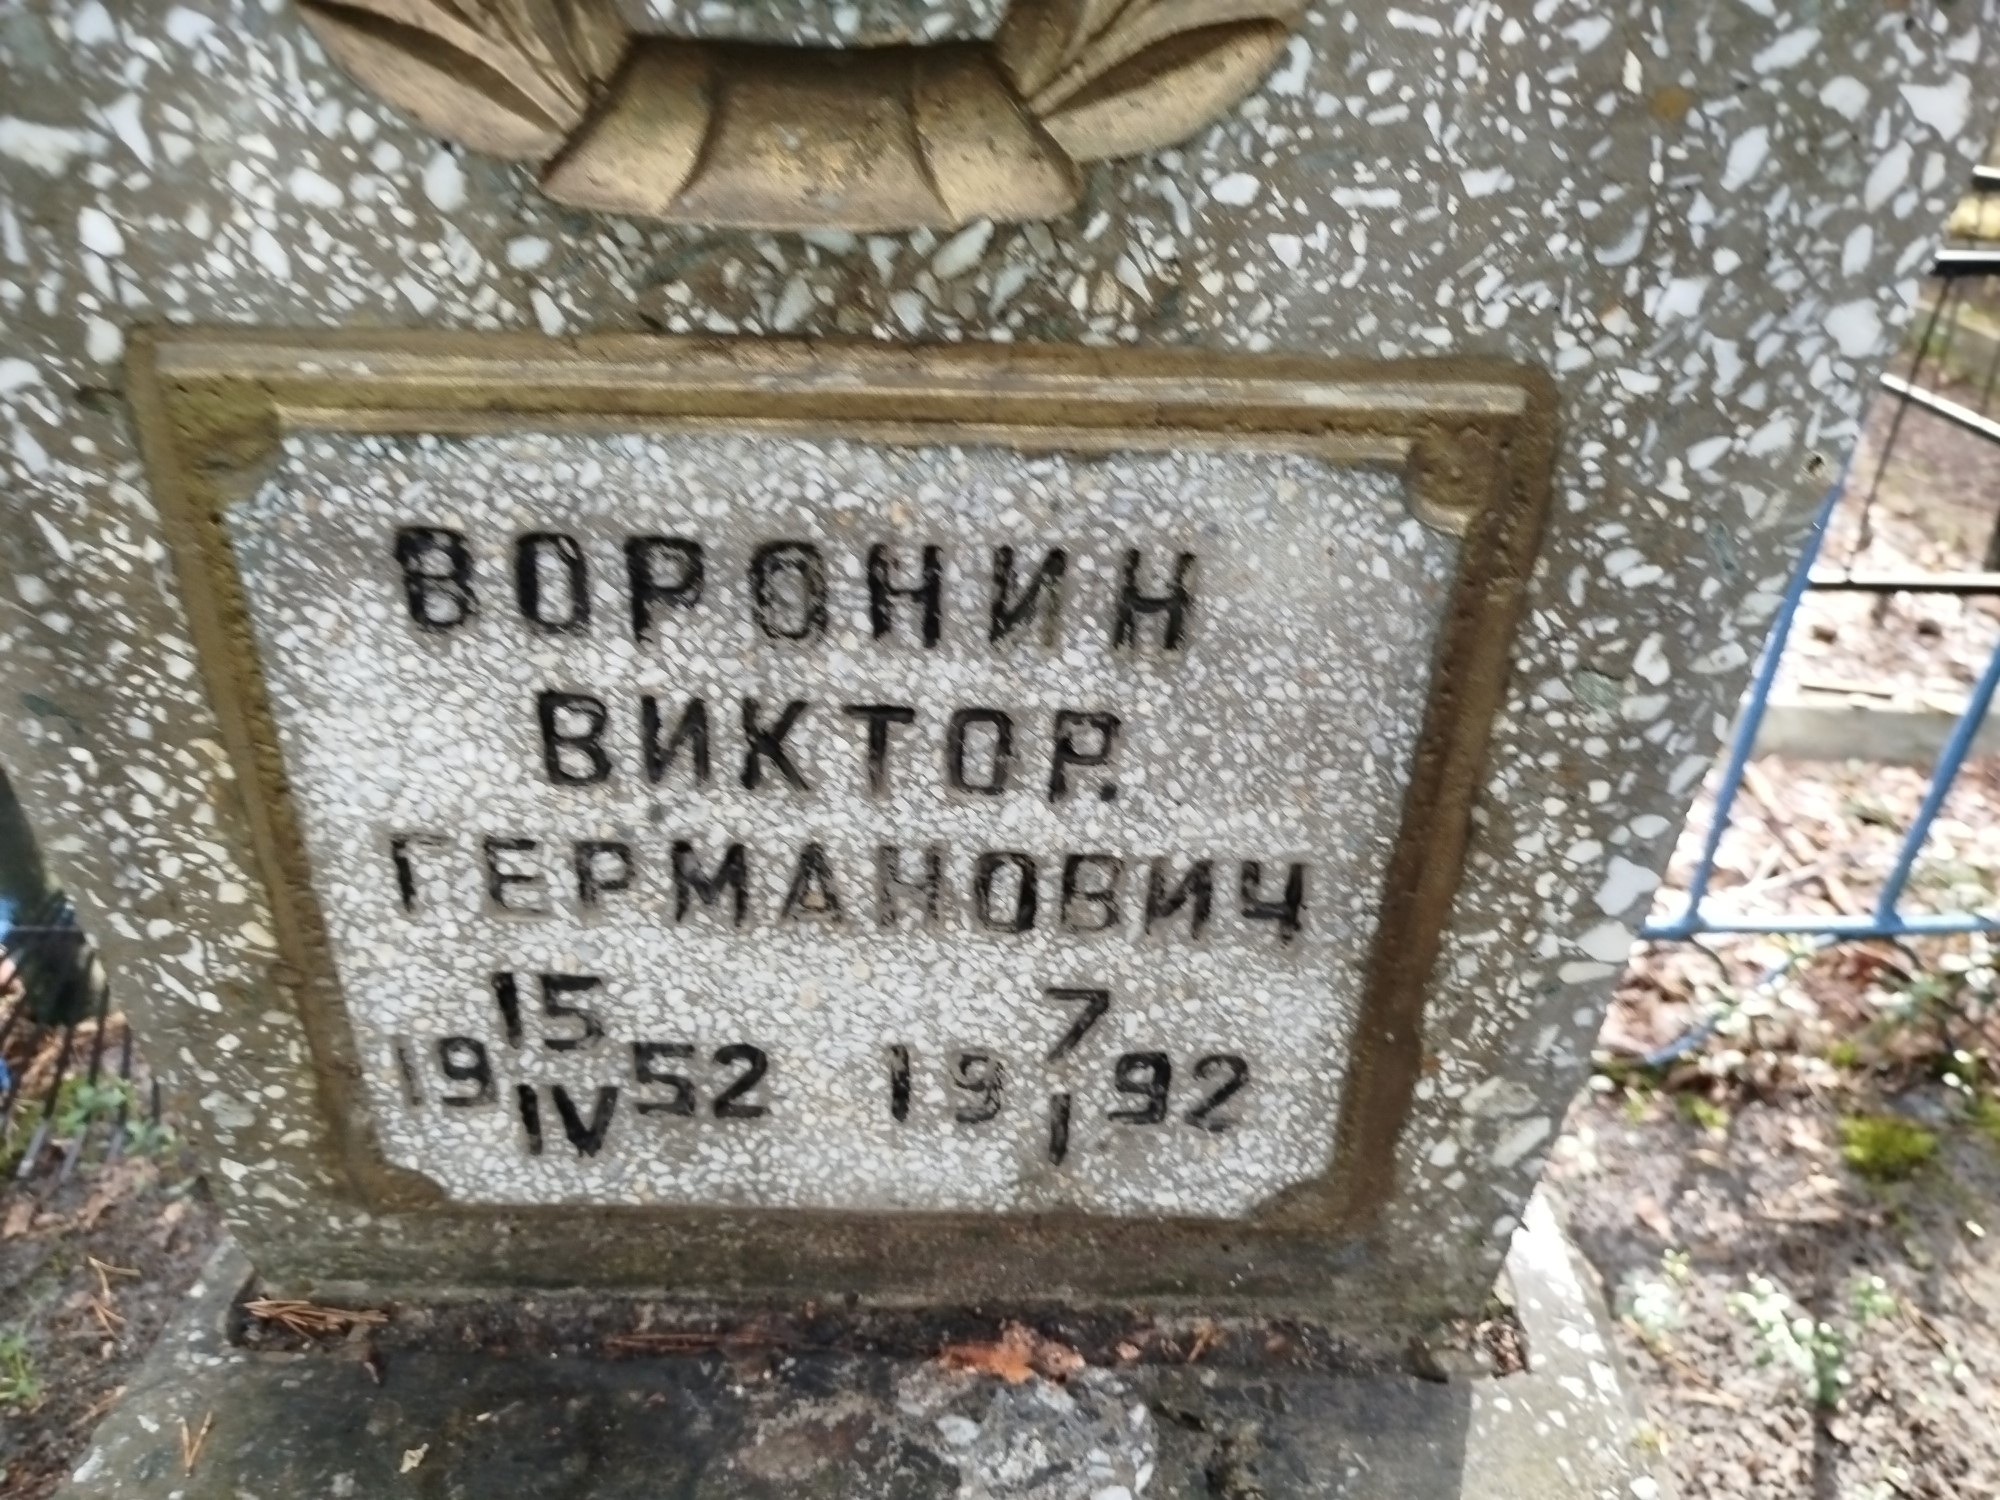 ВОРОНИН
ВИКТОР.
ГЕРМАНОВИЧ
19 15 IV 52 19 7 I 92